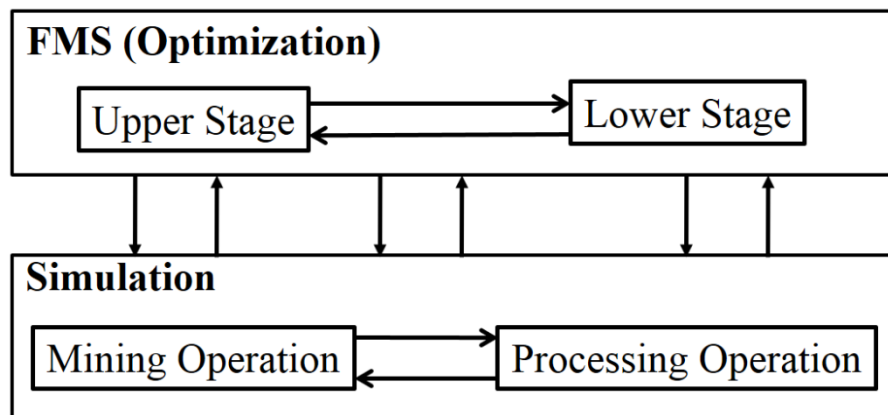 FMS (Optimization)
Upper Stage
Lower Stage
Simulation
Mining Operation
Processing Operation